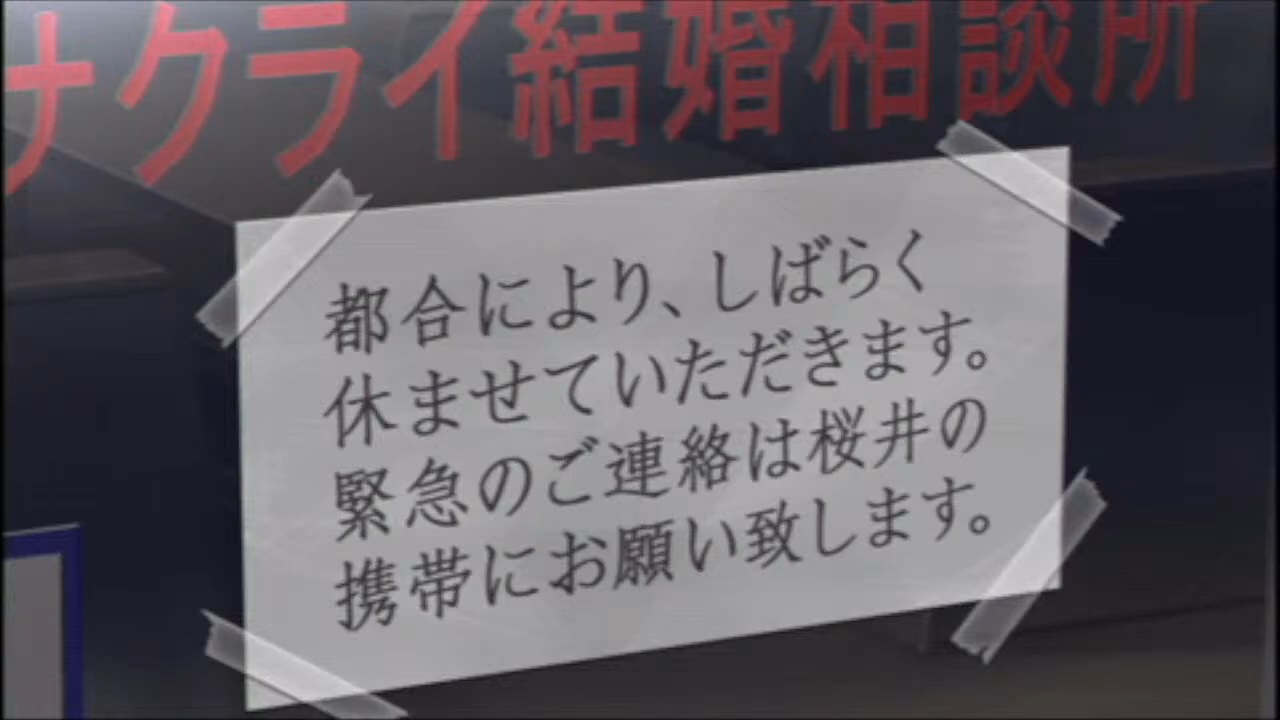 サクライ結婚相談所
都合により、しばらく
休ませていただきます。
緊急のご連絡は桜井の
携帯にお願い致します。